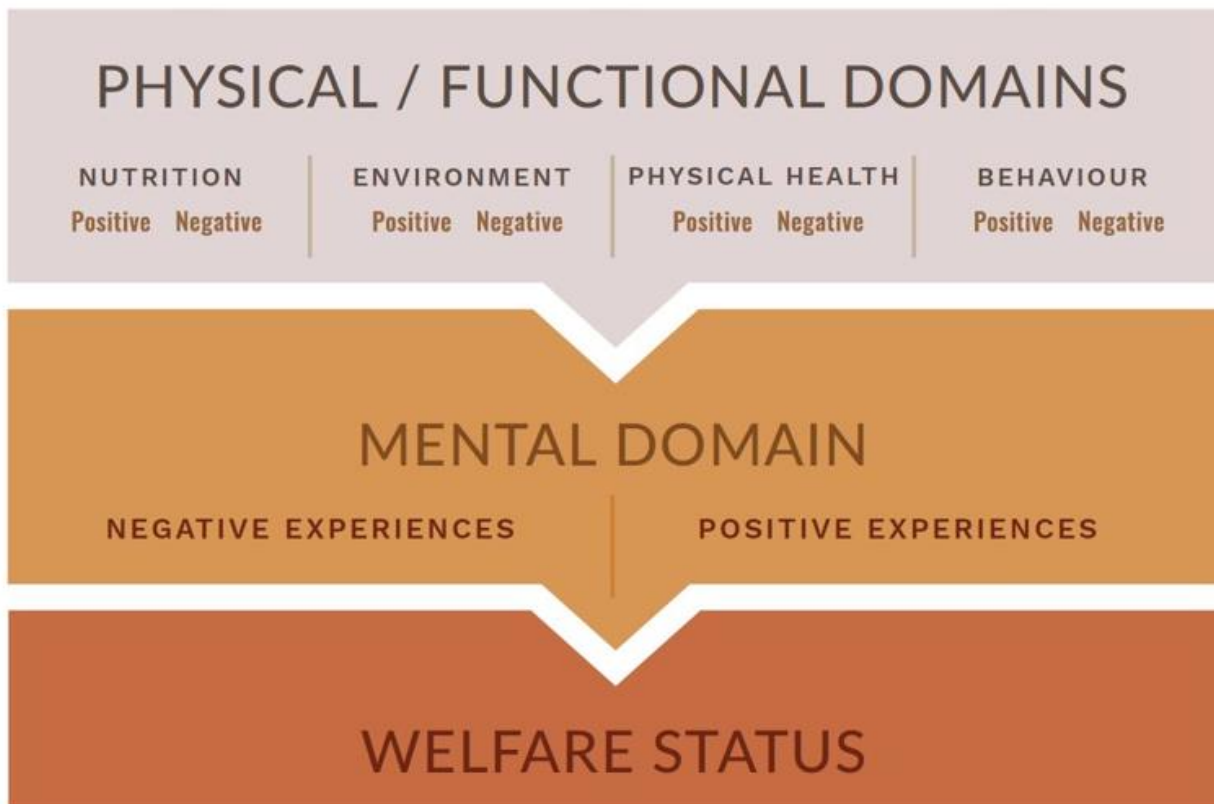 PHYSICAL / FUNCTIONAL DOMAINS
NUTRITION
Positive Negative
ENVIRONMENT
Positive Negative
PHYSICAL HEALTH
Positive Negative
BEHAVIOUR
Positive Negative
MENTAL DOMAIN
NEGATIVE EXPERIENCES
POSITIVE EXPERIENCES
WELFARE STATUS